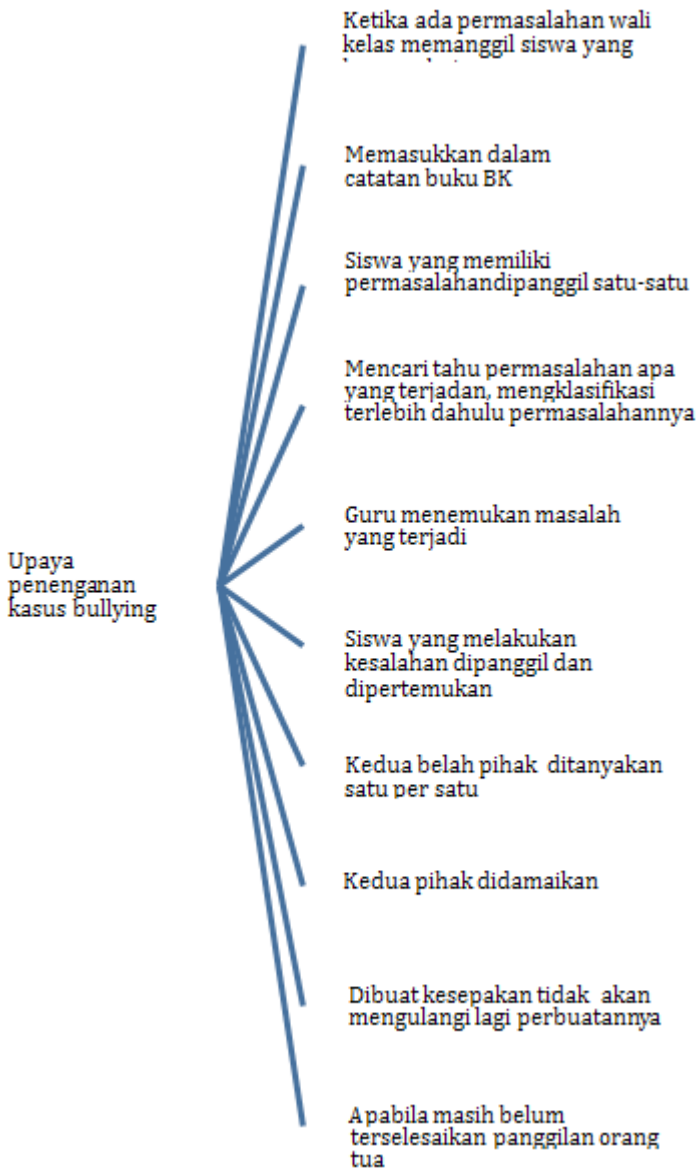 Ketika ada permasalahan wali
kelas memanggil siswa yang
Memasukkan dalam
catatan buku BK
Siswa yang memiliki
permasalahandipanggil satu-satu
Mencari tahu permasalahan apa
yang terjadan, mengklasifikasi
terlebih dahulu permasalahannya
Guru menemukan masalah
yang terjadi
Upaya
penenganan
kasus bullying
Siswa yang melakukan
kesalahan dipanggil dan
dipertemukan
Kedua belah pihak ditanyakan
satu per satu
Kedua pihak didamaikan
Dibuat kesepakan tidak akan
mengulangi lagi perbuatannya
Apabila masih belum
terselesaikan panggilan orang
tua